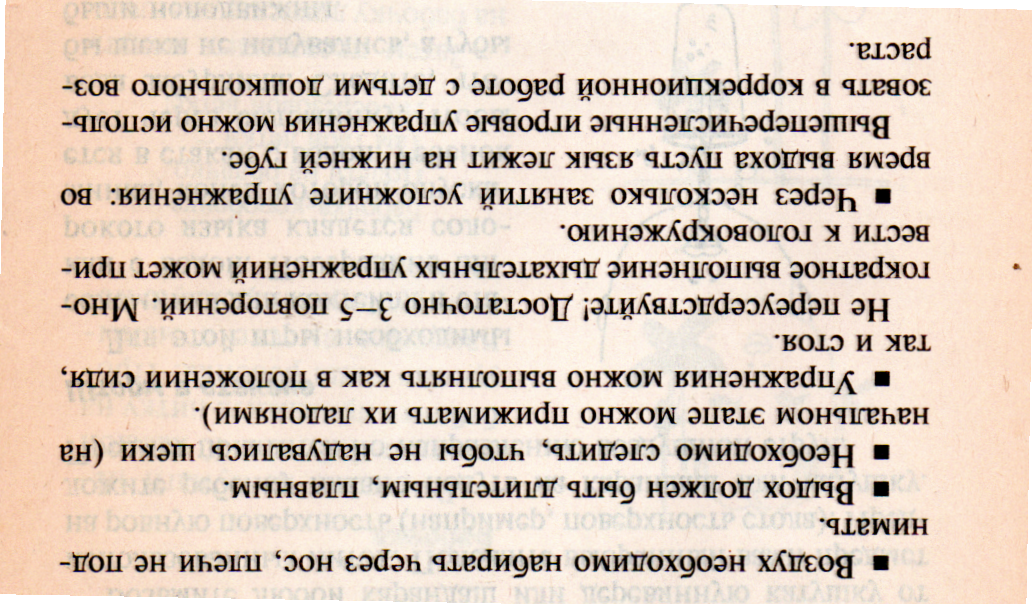 ■ Воздух необходимо набирать через нос плечи не под-
нимать.
■ Выдох должен быть длительным, плавным.
■ Необходимо следить, чтобы не надувались щеки (на
начальном этапе можно прижимать их ладонями).
■ Упражнения можно выполнять как в положении сидя,
так и стоя.
Не переусердствуйте! Достаточно 3–5 повторений. Мно-
гократное выполнение дыхательных упражнений может при-
вести к головокружению.
■ Через несколько занятий усложните упражнения: во
время выдоха пусть язык лежит на нижней губе.
Вышеперечисленные игровые упражнения можно исполь-
зовать в коррекционной работе с детьми дошкольного воз-
раста.